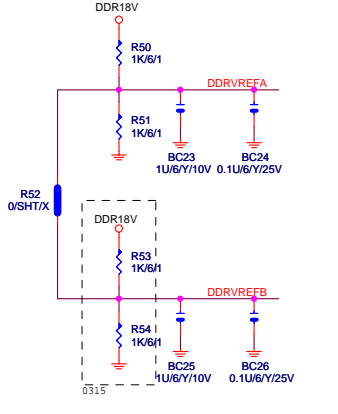 DDR18V
R50
1K/6/1
DDRVREFA
R51
1K/6/1
BC23
1U/6/Y/10V
BC24
0.1U/6/Y/25V
R52
0/SHT/X
DDR18V
R53
1K/6/1
DDRVREFB
R54
1K/6/1
BC25
1U/6/Y/10V
BC26
0.1U/6/Y/25V
0315